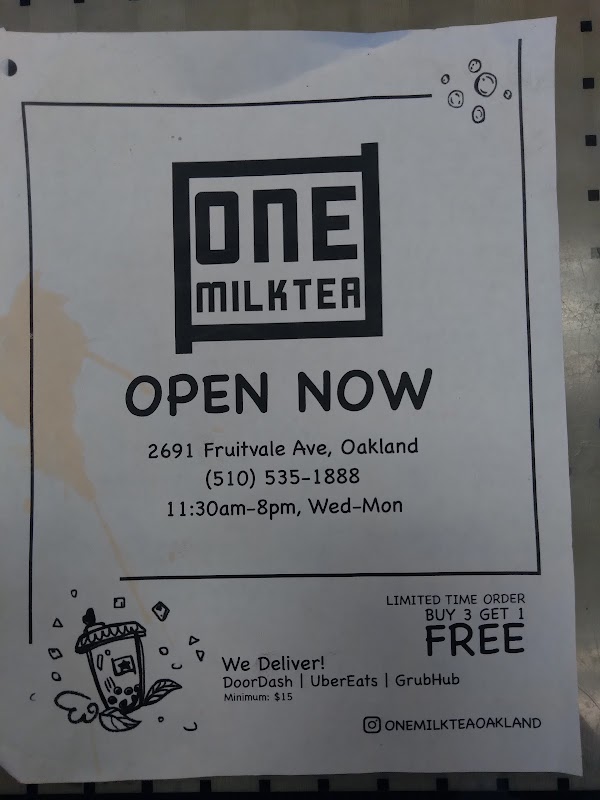 ONE
MILKTEA
OPEN NOW
2691 Fruitvale Ave, Oakland
(510) 535-1888
11:30am-8pm, Wed-Mon
LIMITED TIME ORDER
BUY 3 GET 1
FREE
We Deliver!
DoorDash | UberEats | GrubHub
Minimum: $15
ONEMILKTEAOAKLAND